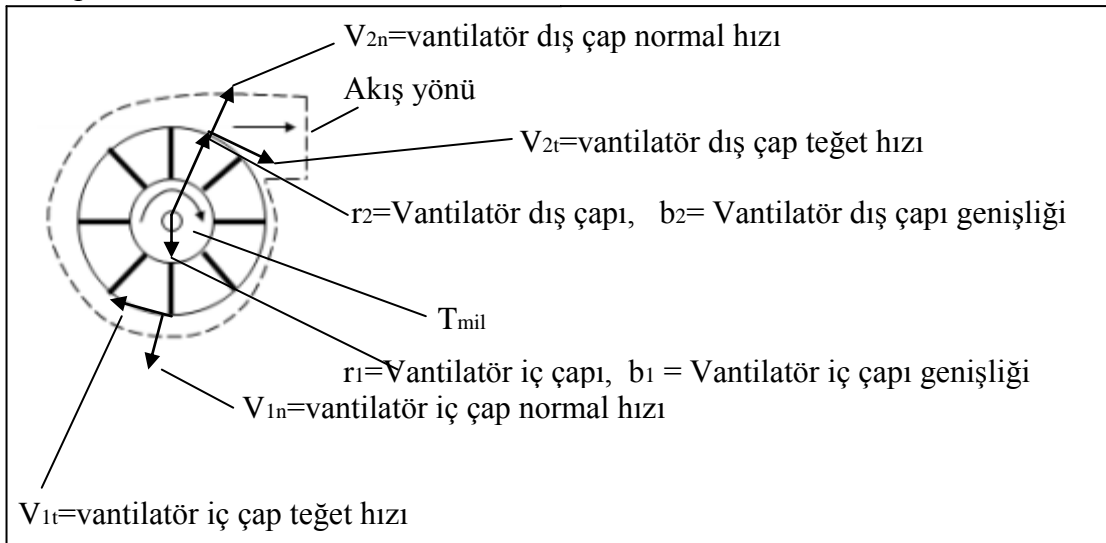 V2n=vantilatör dış çap normal hızı
Akış yönü
V2t=vantilatör dış çap teğet hızı
r2=Vantilatör dış çapı, b2= Vantilatör dış çapı genişliği
Tmil
r1=Vantilatör iç çapı, b1 = Vantilatör iç çapı genişliği
V1n=vantilatör iç çap normal hızı
V1t=vantilatör iç çap teğet hızı